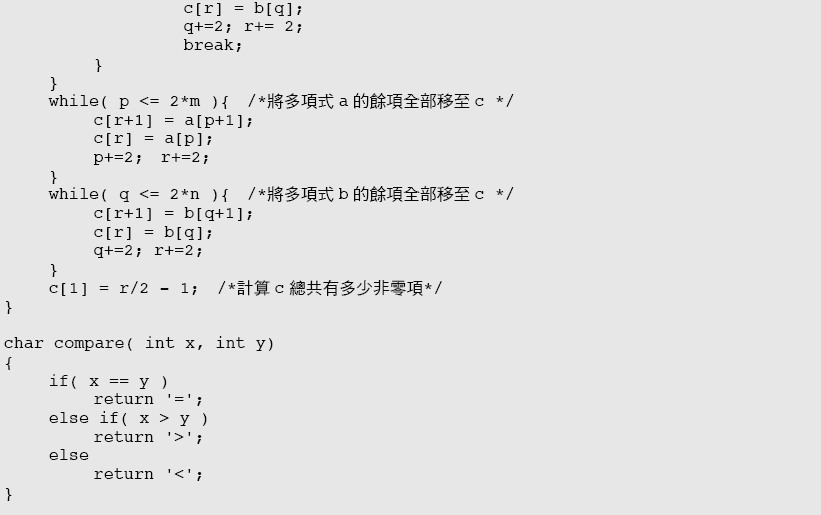 c[r] = b[q];
q+=2; r+= 2;
break;
}
}
while( p <= 2*m ){ /*將多項式 a 的餘項全部移至 c */
c[r+1] = a[p+1];
c[r] = a[p];
p+=2; r+=2;
}
while( q <= 2*n ){ /*將多項式 b 的餘項全部移至 c */
c[r+1] = b[q+1];
c[r] = b[q];
q+=2; r+=2;
}
c[1] = r/2 – 1; /*計算 c 總共有多少非零項*/
}
char compare( int x, int y)
{
if( x == y )
return '=';
else if( x > y )
return '>';
else
return '<';
}